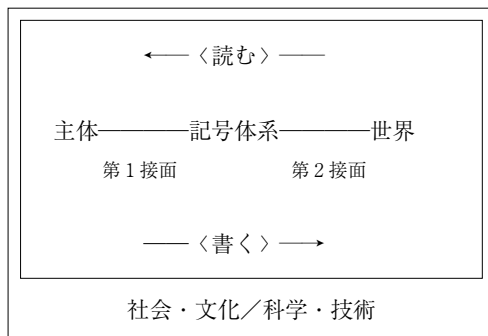 ←──〈読む〉──
主体────記号体系────世界
第1接面 第2接面
──〈書く〉─→
社会・文化／科学・技術